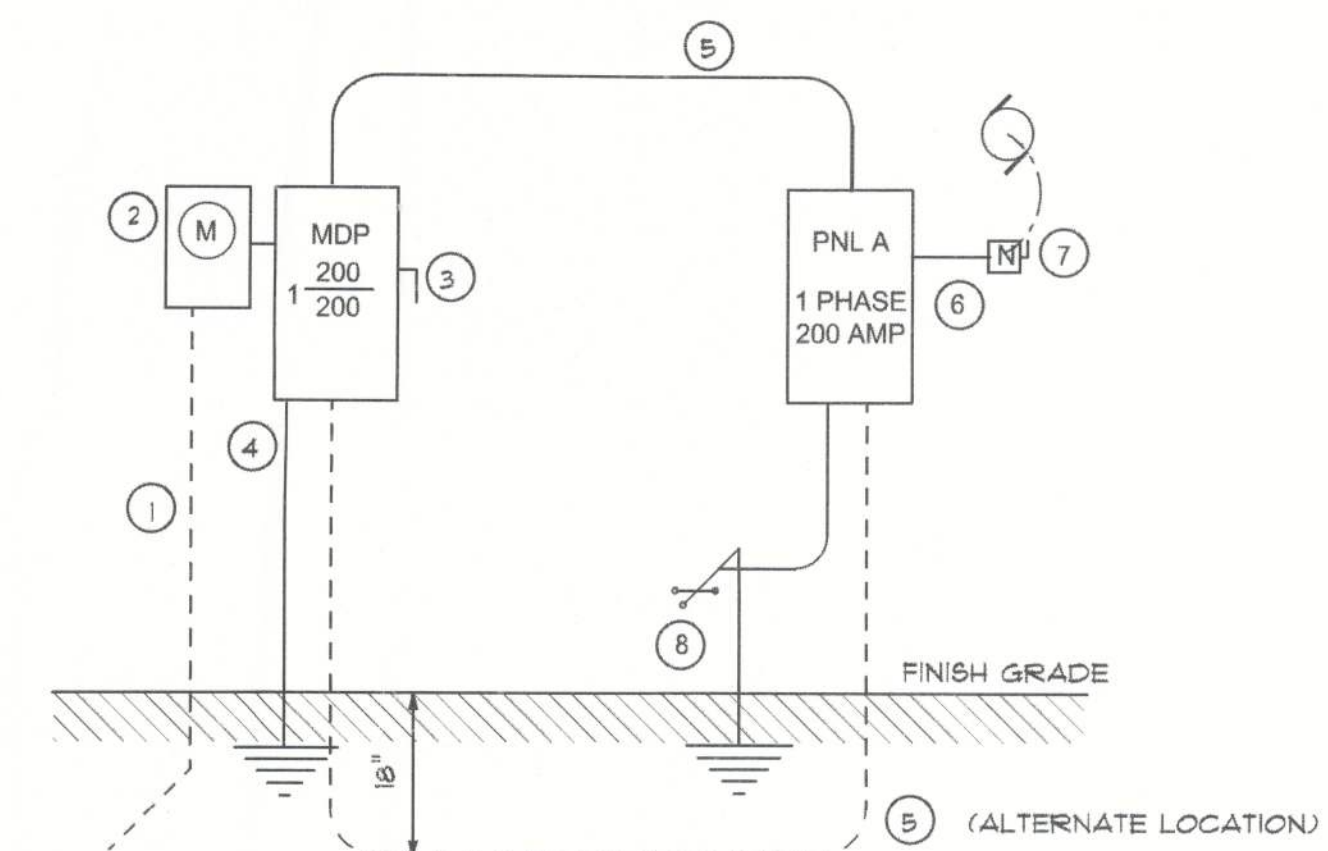 5
2
M
MDP
1 200/200
3
PNL A
1 PHASE
200 AMP
N
7
6
4
1
8
FINISH GRADE
18"
5 (ALTERNATE LOCATION)